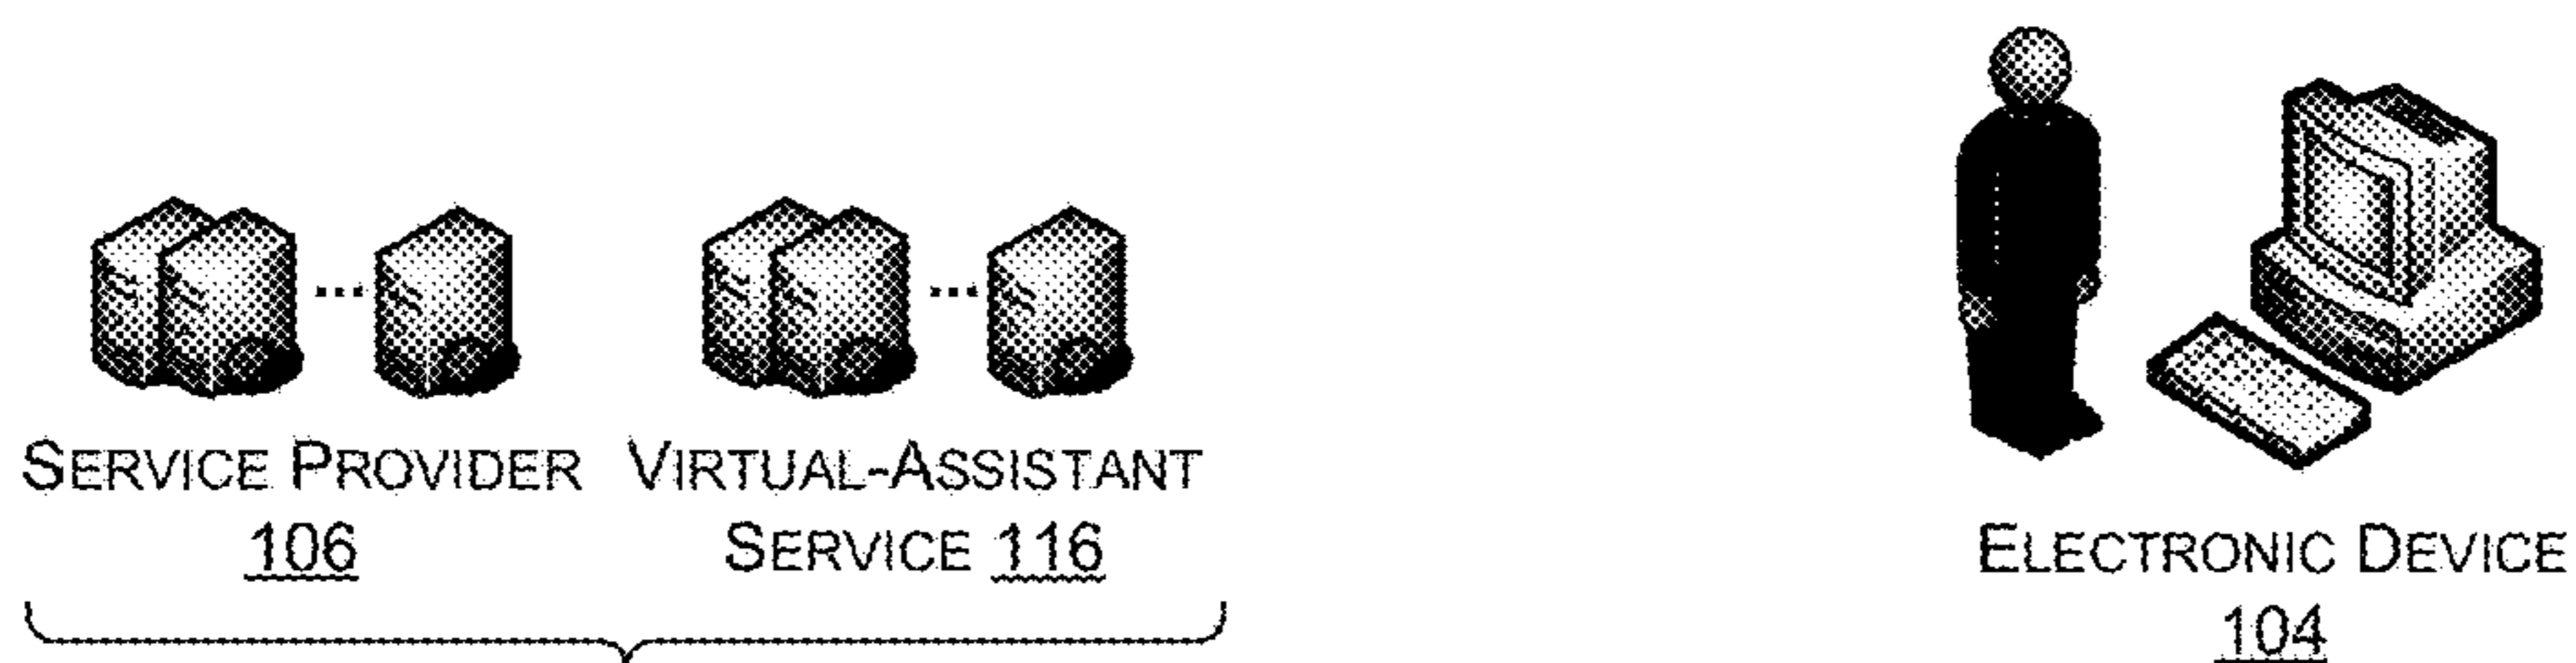 SERVICE PROVIDER
106
VIRTUAL-ASSISTANT
SERVICE 116
ELECTRONIC DEVICE
104